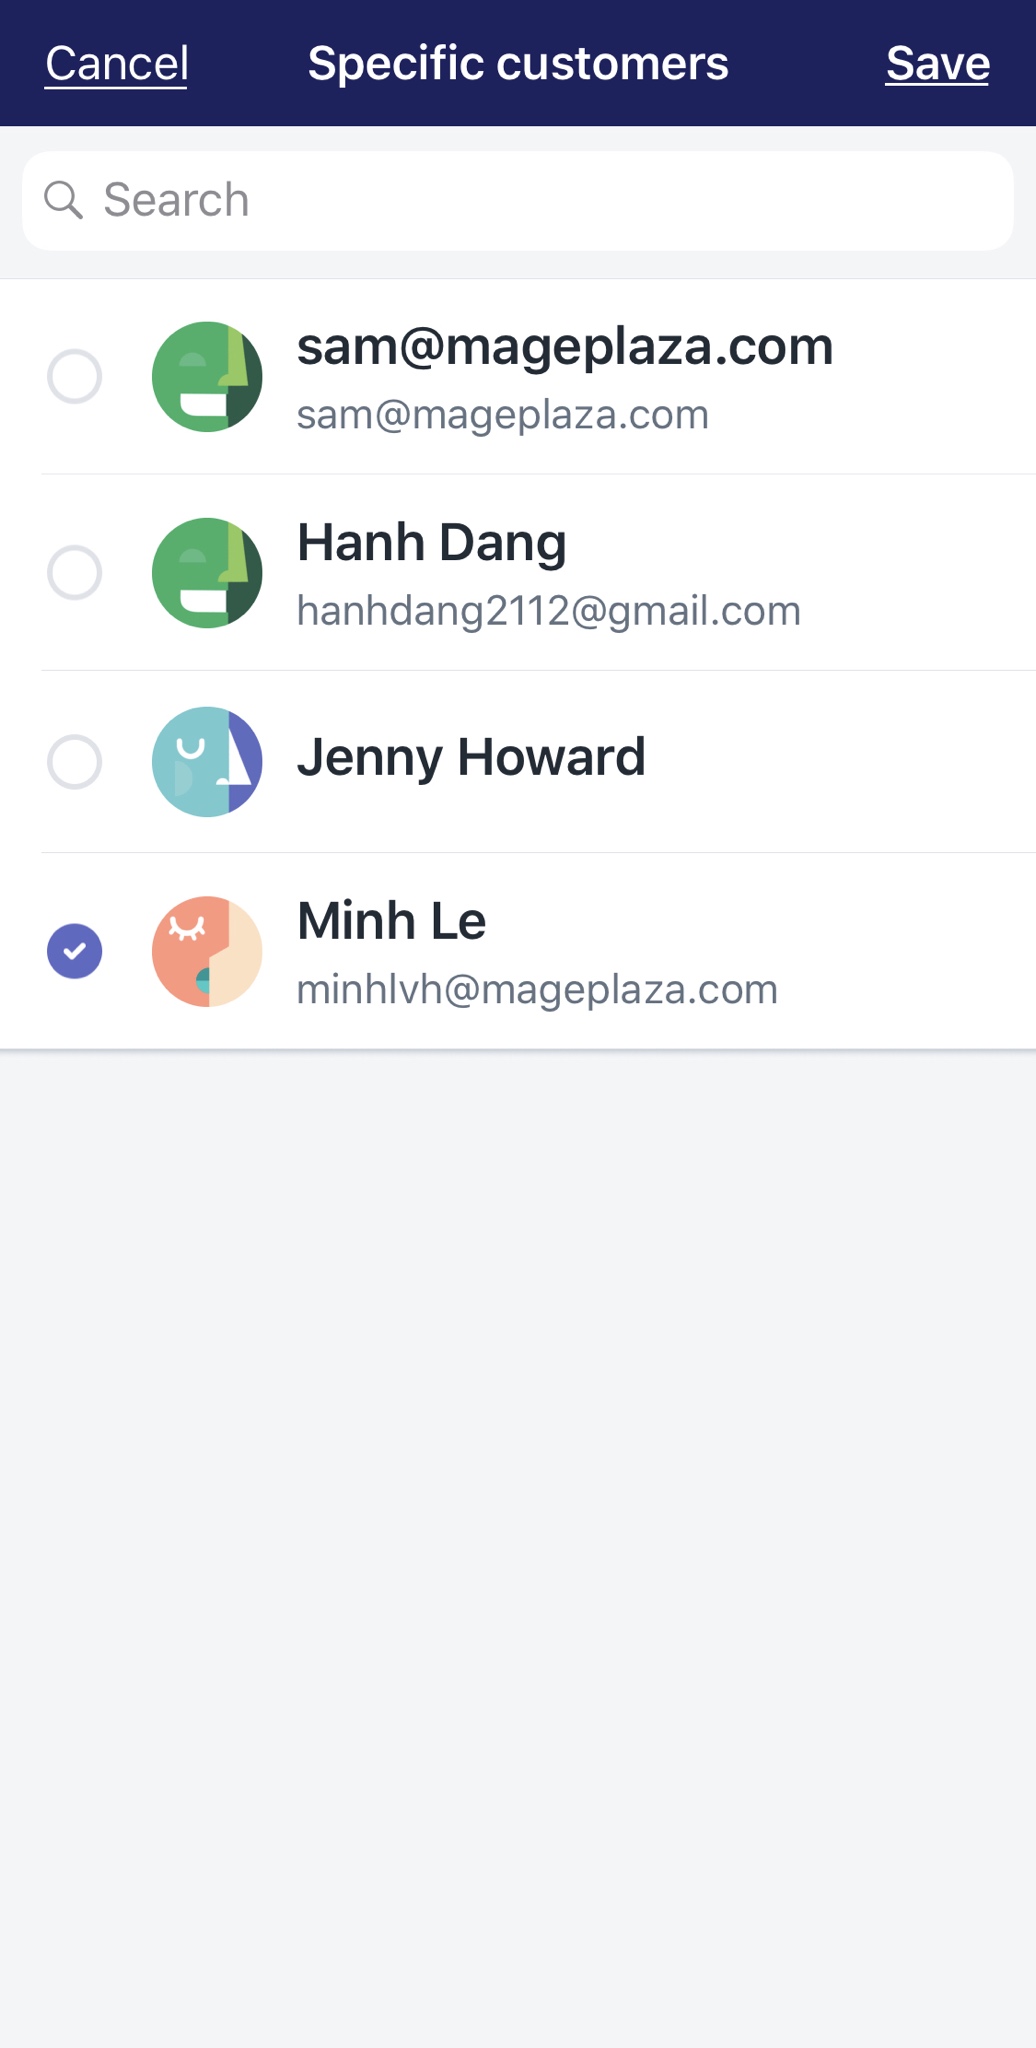 Cancel Specific customers Save
Search
sam@mageplaza.com
sam@mageplaza.com
Hanh Dang
hanhdang2112@gmail.com
Jenny Howard
Minh Le
minhlvh@mageplaza.com